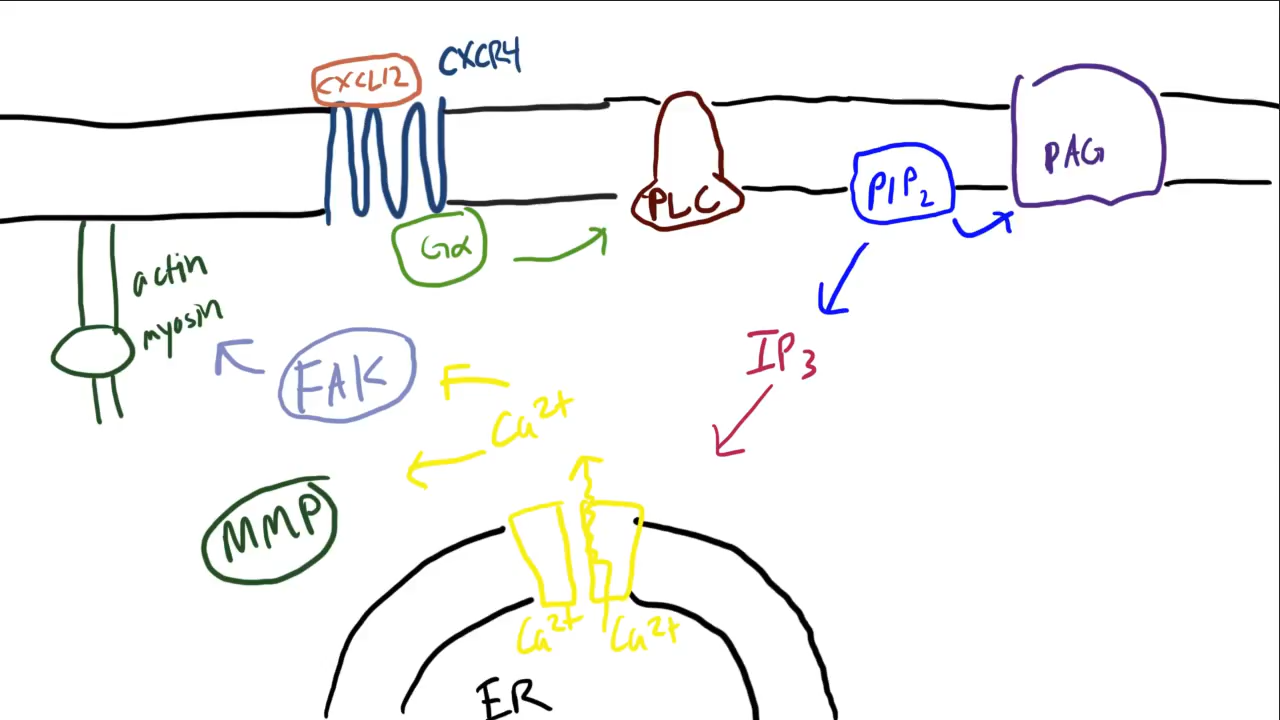 CXCR4
CXCL12
PAG
PIP₂
PLC
Gα
actin
myosin
IP₃
FAK
Ca²⁺
MMP
Ca²⁺ Ca²⁺
ER